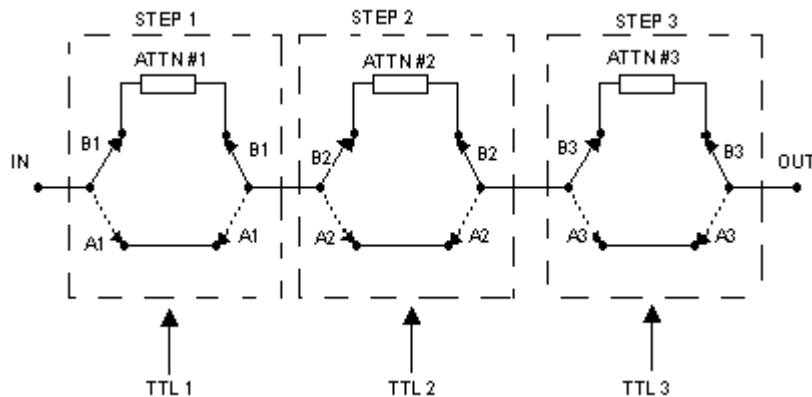 STEP 1
STEP 2
STEP 3
ATTN #1
ATTN #2
ATTN #3
B1
B1
B2
B2
B3
B3
IN
OUT
A1
A1
A2
A2
A3
A3
TTL 1
TTL 2
TTL 3